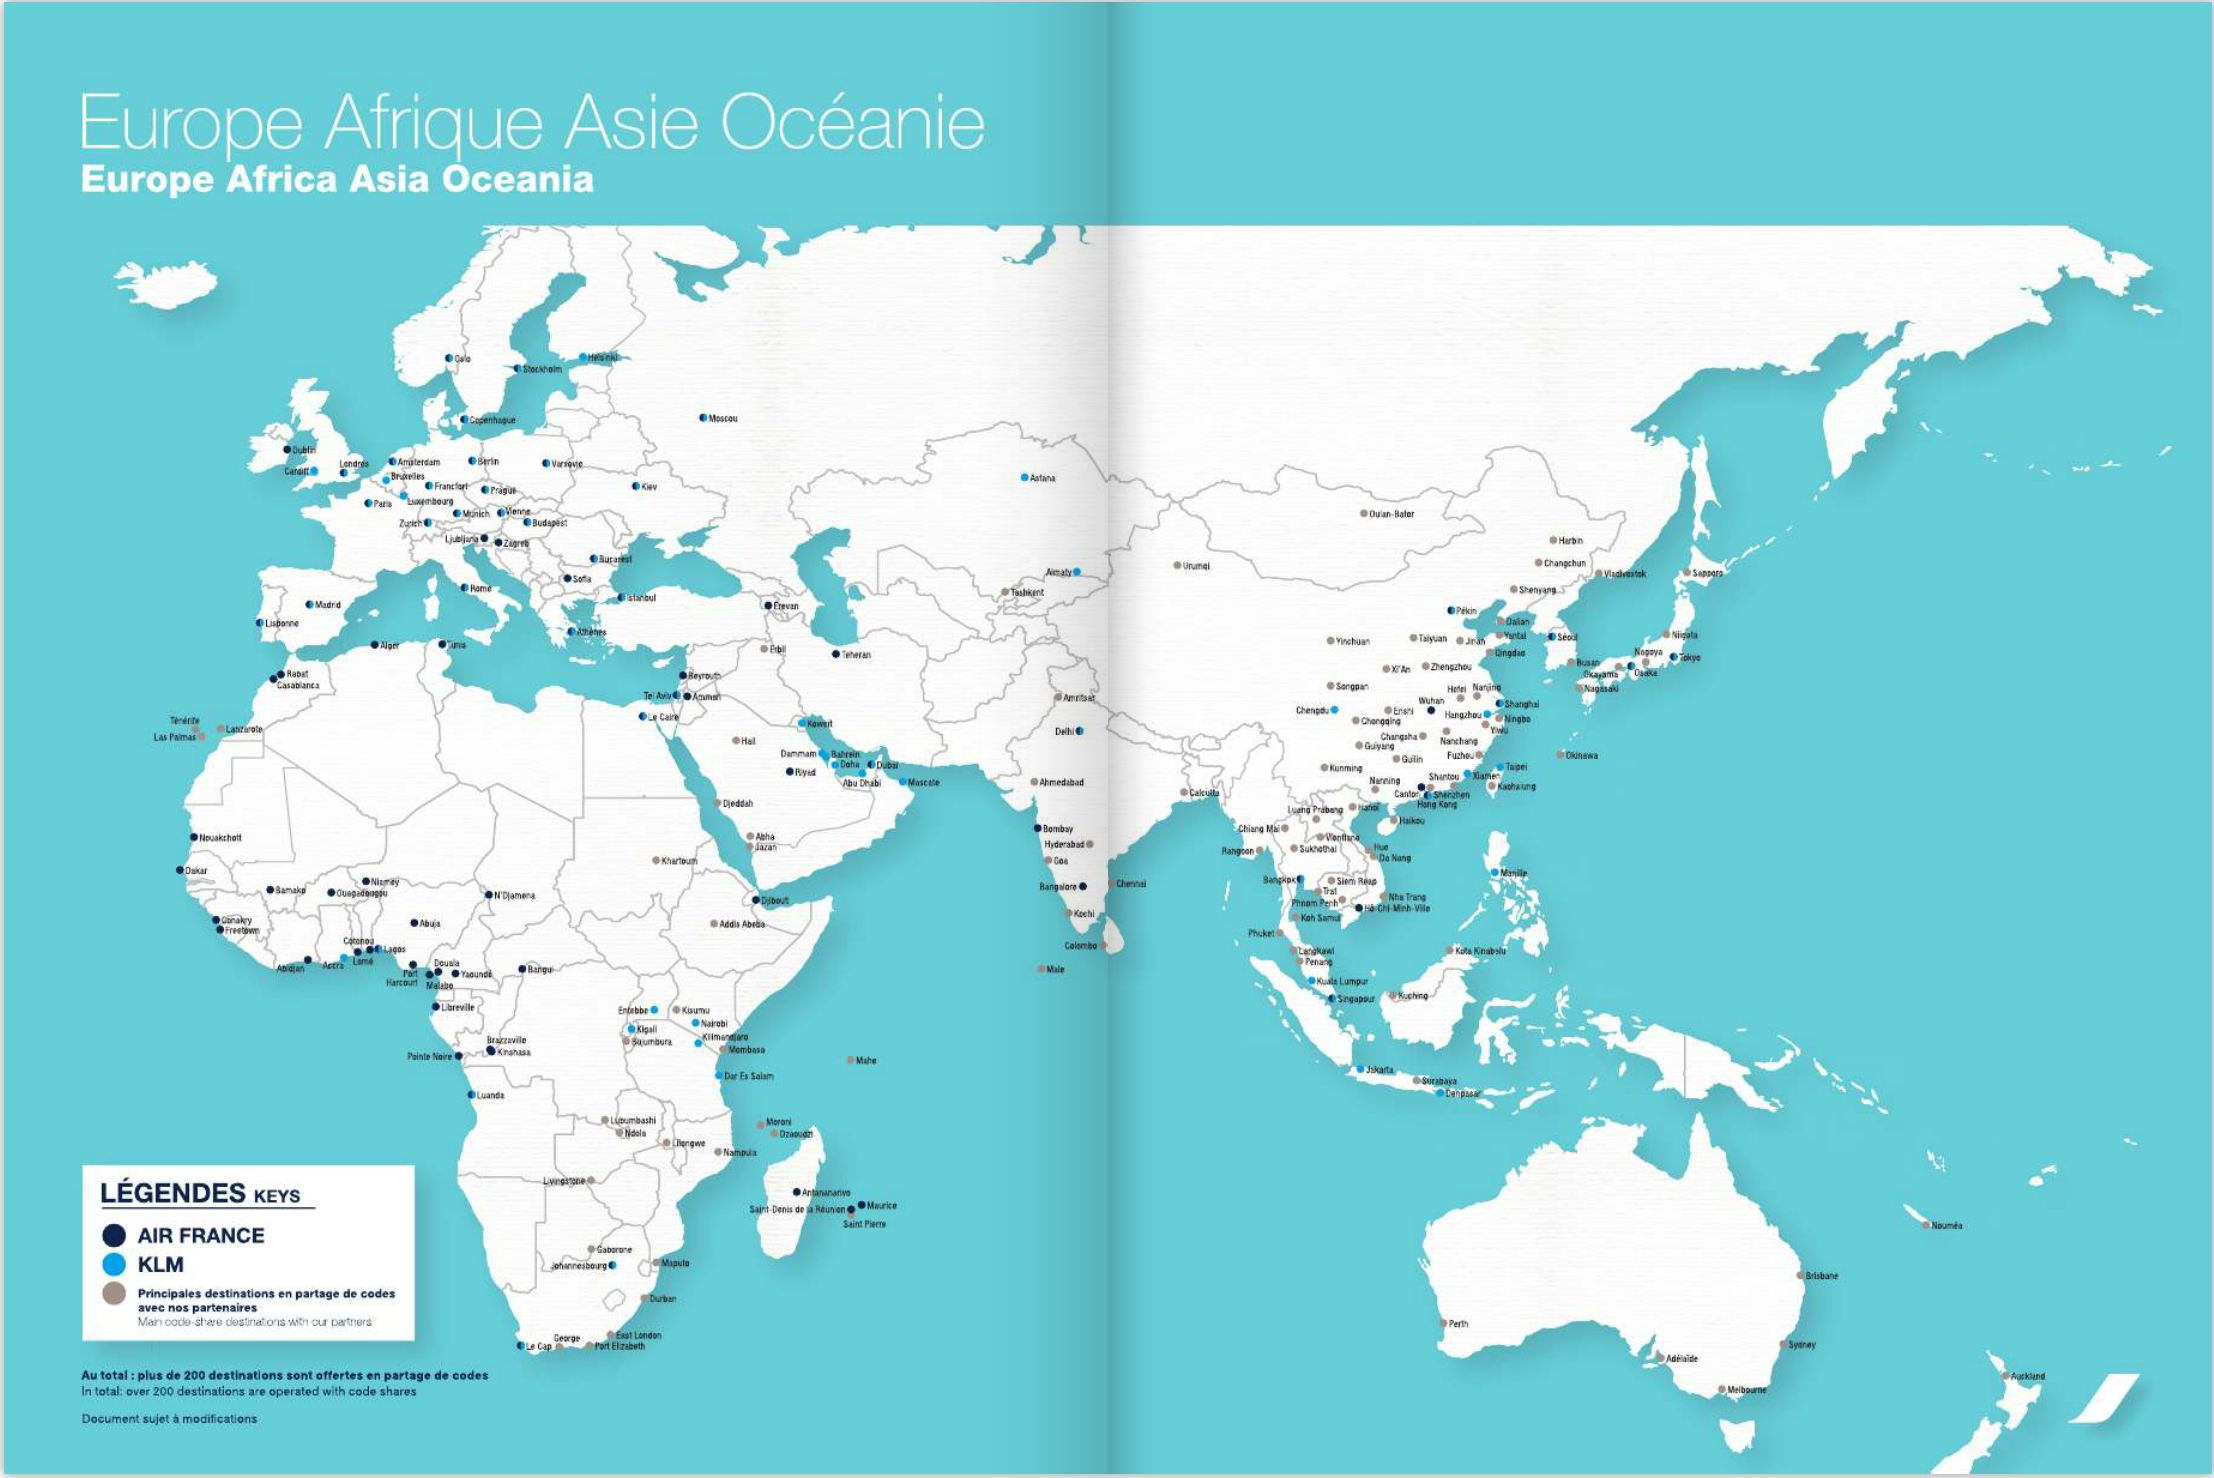 Europe Afrique Asie Océanie
Europe Africa Asia Oceania
Oslo
Helsinki
Stockholm
Copenhague
Moscou
Dublin
Cardiff
Londres
Amsterdam
Berlin
Varsovie
Bruxelles
Francfort
Prague
Kiev
Luxembourg
Paris
Munich
Vienne
Zurich
Budapest
Ljubljana
Zagreb
Bucarest
Sofia
Rome
Istanbul
Madrid
Lisbonne
Athènes
Erevan
Alger
Tunis
Erbil
Teheran
Rabat
Casablanca
Beyrouth
Tel Aviv
Amman
Le Caire
Ténérife
Lanzarote
Las Palmas
Koweit
Hail
Dammam
Bahrein
Doha
Dubaï
Riyad
Abu Dhabi
Mascate
Djeddah
Abha
Jazan
Nouakchott
Khartoum
Dakar
Niamey
Bamako
Ouagadougou
N'Djamena
Djibouti
Conakry
Freetown
Abuja
Addis Abeba
Cotonou
Lagos
Abidjan
Accra
Lomé
Port
Harcourt
Douala
Malabo
Yaoundé
Bangui
Libreville
Entebbe
Kisumu
Kigali
Nairobi
Bujumbura
Kilimandjaro
Mombasa
Brazzaville
Kinshasa
Pointe Noire
Mahe
Dar Es Salam
Luanda
Lubumbashi
Ndola
Moroni
Dzaoudzi
Lilongwe
Nampula
Livingstone
Antananarivo
Saint-Denis de la Réunion
Maurice
Saint Pierre
Gaborone
Johannesbourg
Maputo
Durban
East London
George
Le Cap
Port Elizabeth
Astana
Almaty
Tashkent
Urumqi
Oulan-Bator
Harbin
Changchun
Vladivostok
Sapporo
Shenyang
Pékin
Dalian
Yinchuan
Taiyuan
Jinan
Yantai
Séoul
Niigata
Qingdao
Nagoya
Tokyo
Xi'An
Zhengzhou
Busan
Okayama
Osaka
Nagasaki
Songpan
Hefei
Nanjing
Amritsar
Wuhan
Shanghai
Chengdu
Enshi
Hangzhou
Ningbo
Chongqing
Yiwu
Delhi
Changsha
Nanchang
Guiyang
Guilin
Fuzhou
Okinawa
Kunming
Nanning
Shantou
Xiamen
Taipei
Ahmedabad
Calcutta
Canton
Shenzhen
Kaohsiung
Hong Kong
Luang Prabang
Hanoi
Haikou
Bombay
Chiang Mai
Vientiane
Hyderabad
Rangoon
Sukhothai
Hue
Da Nang
Goa
Bangalore
Chennai
Bangkok
Siem Reap
Trat
Phnom Penh
Nha Trang
Hô-Chi-Minh-Ville
Manille
Kochi
Koh Samui
Phuket
Colombo
Langkawi
Penang
Kota Kinabalu
Male
Kuala Lumpur
Singapour
Kuching
Jakarta
Surabaya
Denpasar
Nouméa
Brisbane
Perth
Sydney
Adélaïde
Melbourne
Auckland
LÉGENDES KEYS
AIR FRANCE
KLM
Principales destinations en partage de codes
avec nos partenaires
Main code-share destinations with our partners
Au total : plus de 200 destinations sont offertes en partage de codes
In total: over 200 destinations are operated with code shares
Document sujet à modifications